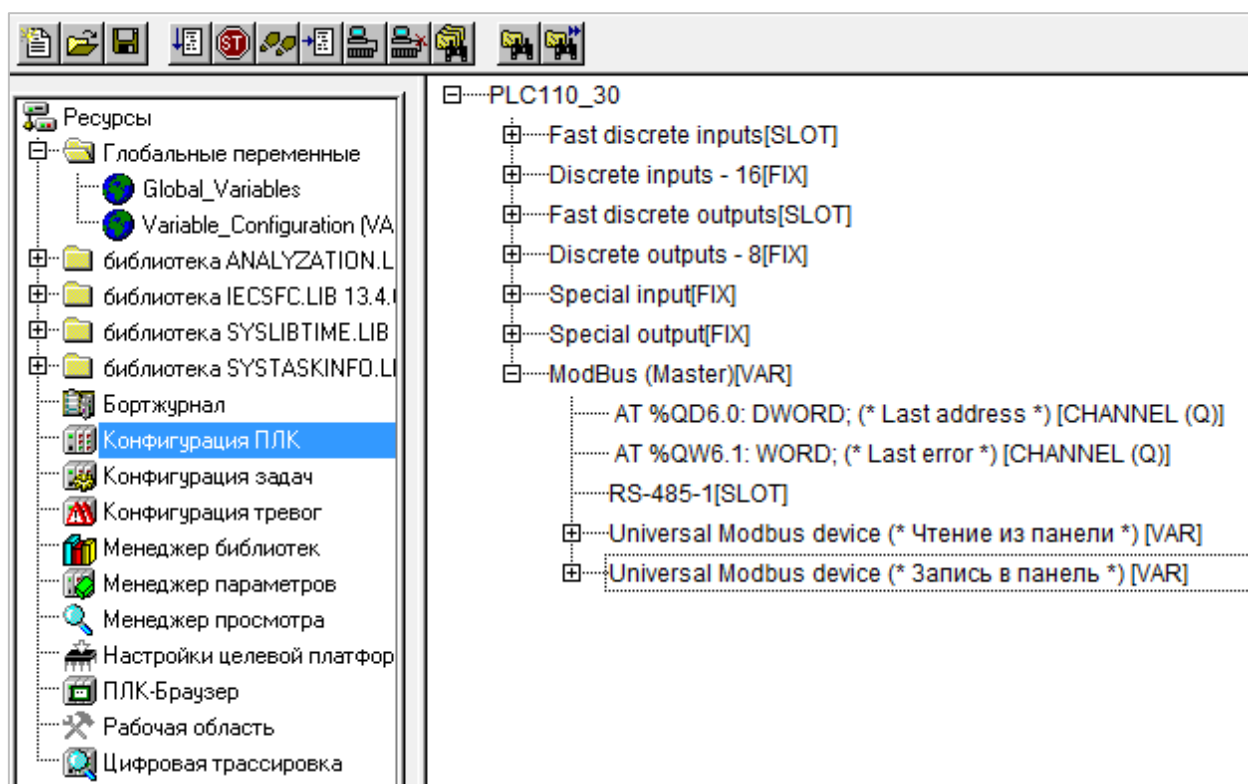 ST
Ресурсы
Глобальные переменные
Global_Variables
Variable_Configuration (VA
библиотека ANALYZATION.L
библиотека IECSFC.LIB 13.4.
библиотека SYSLIBTIME.LIB
библиотека SYSTASKINFO.LI
Бортжурнал
Конфигурация ПЛК
Конфигурация задач
Конфигурация тревог
Менеджер библиотек
Менеджер параметров
Менеджер просмотра
Настройки целевой платфор
ПЛК-Браузер
Рабочая область
Цифровая трассировка
PLC110_30
Fast discrete inputs[SLOT]
Discrete inputs - 16[FIX]
Fast discrete outputs[SLOT]
Discrete outputs - 8[FIX]
Special input[FIX]
Special output[FIX]
ModBus (Master)[VAR]
AT %QD6.0: DWORD; (* Last address *) [CHANNEL (Q)]
AT %QW6.1: WORD; (* Last error *) [CHANNEL (Q)]
RS-485-1[SLOT]
Universal Modbus device (* Чтение из панели *) [VAR]
Universal Modbus device (* Запись в панель *) [VAR]